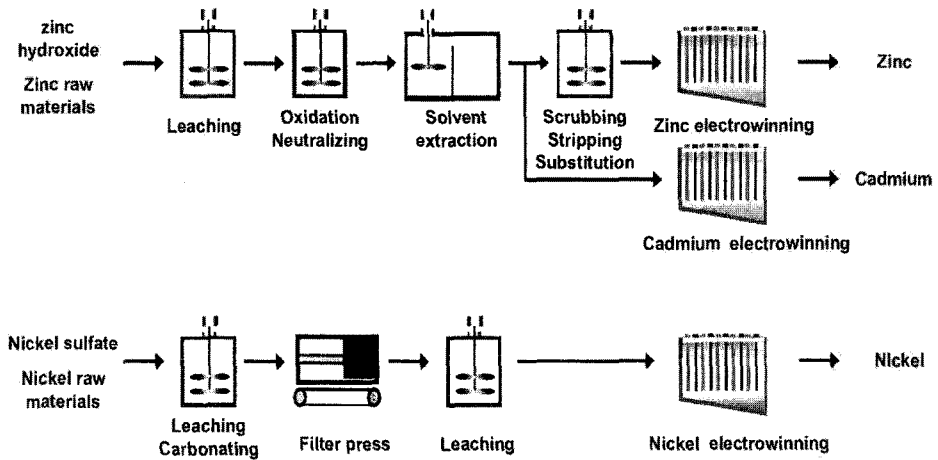 zinc
hydroxide
Zinc raw
materials
Leaching
Oxidation
Neutralizing
Solvent
extraction
Scrubbing
Stripping
Substitution
Zinc electrowinning
Zinc
Cadmium electrowinning
Cadmium
Nickel sulfate
Nickel raw
materials
Leaching
Carbonating
Filter press
Leaching
Nickel electrowinning
Nickel